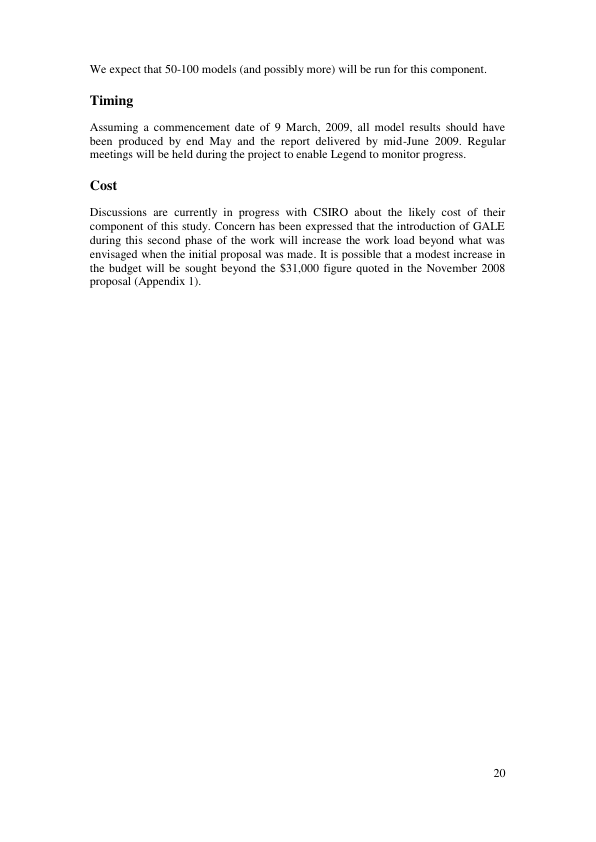 We expect that 50-100 models (and possibly more) will be run for this component.
Timing
Assuming a commencement date of 9 March, 2009, all model results should have
been produced by end May and the report delivered by mid-June 2009. Regular
meetings will be held during the project to enable Legend to monitor progress.
Cost
Discussions are currently in progress with CSIRO about the likely cost of their
component of this study. Concern has been expressed that the introduction of GALE
during this second phase of the work will increase the work load beyond what was
envisaged when the initial proposal was made. It is possible that a modest increase in
the budget will be sought beyond the $31,000 figure quoted in the November 2008
proposal (Appendix 1).
20